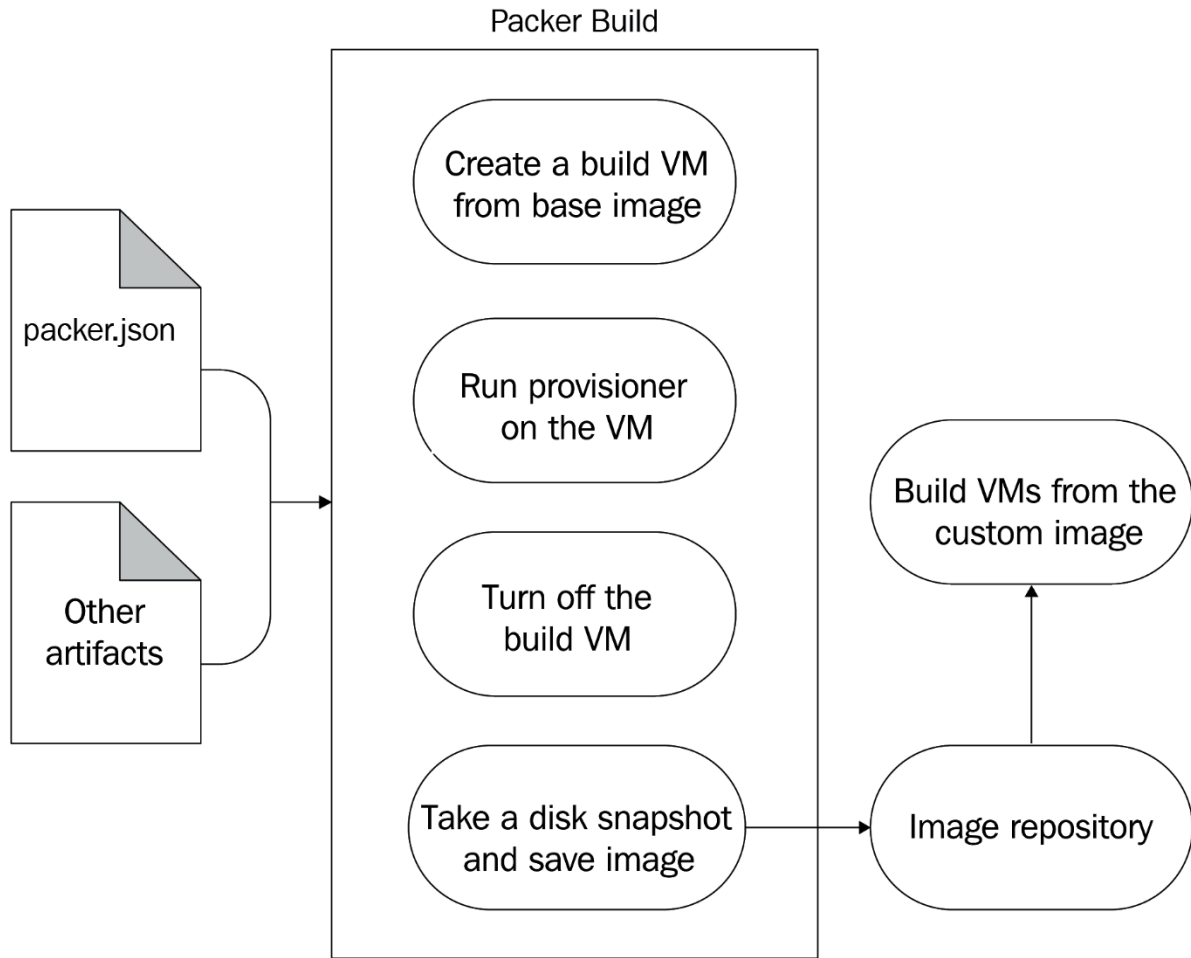 Packer Build
Create a build VM
from base image
packer.json
Run provisioner
on the VM
Build VMs from the
custom image
Other
artifacts
Turn off the
build VM
Take a disk snapshot
and save image
Image repository